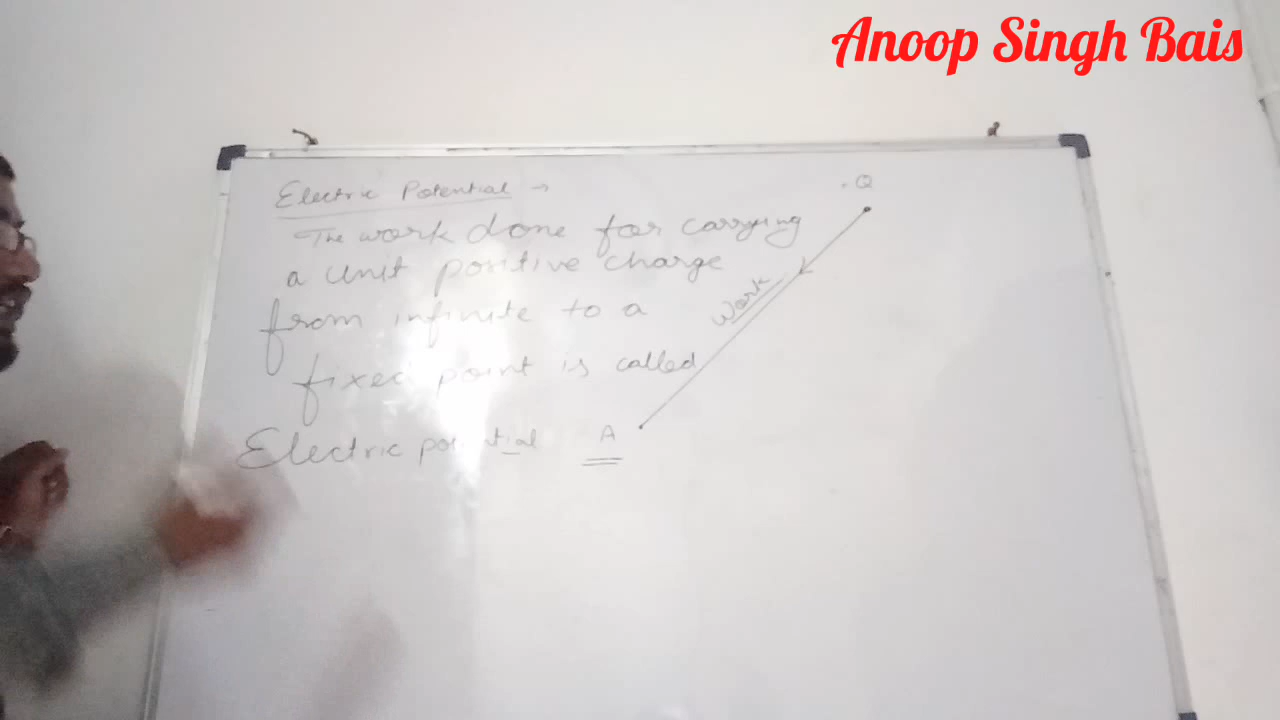 Anoop Singh Bais
Electric Potential →
The work done for carrying
a unit positive charge
from infinite to a
fixed point is called
Electric potential
Q
Work
A